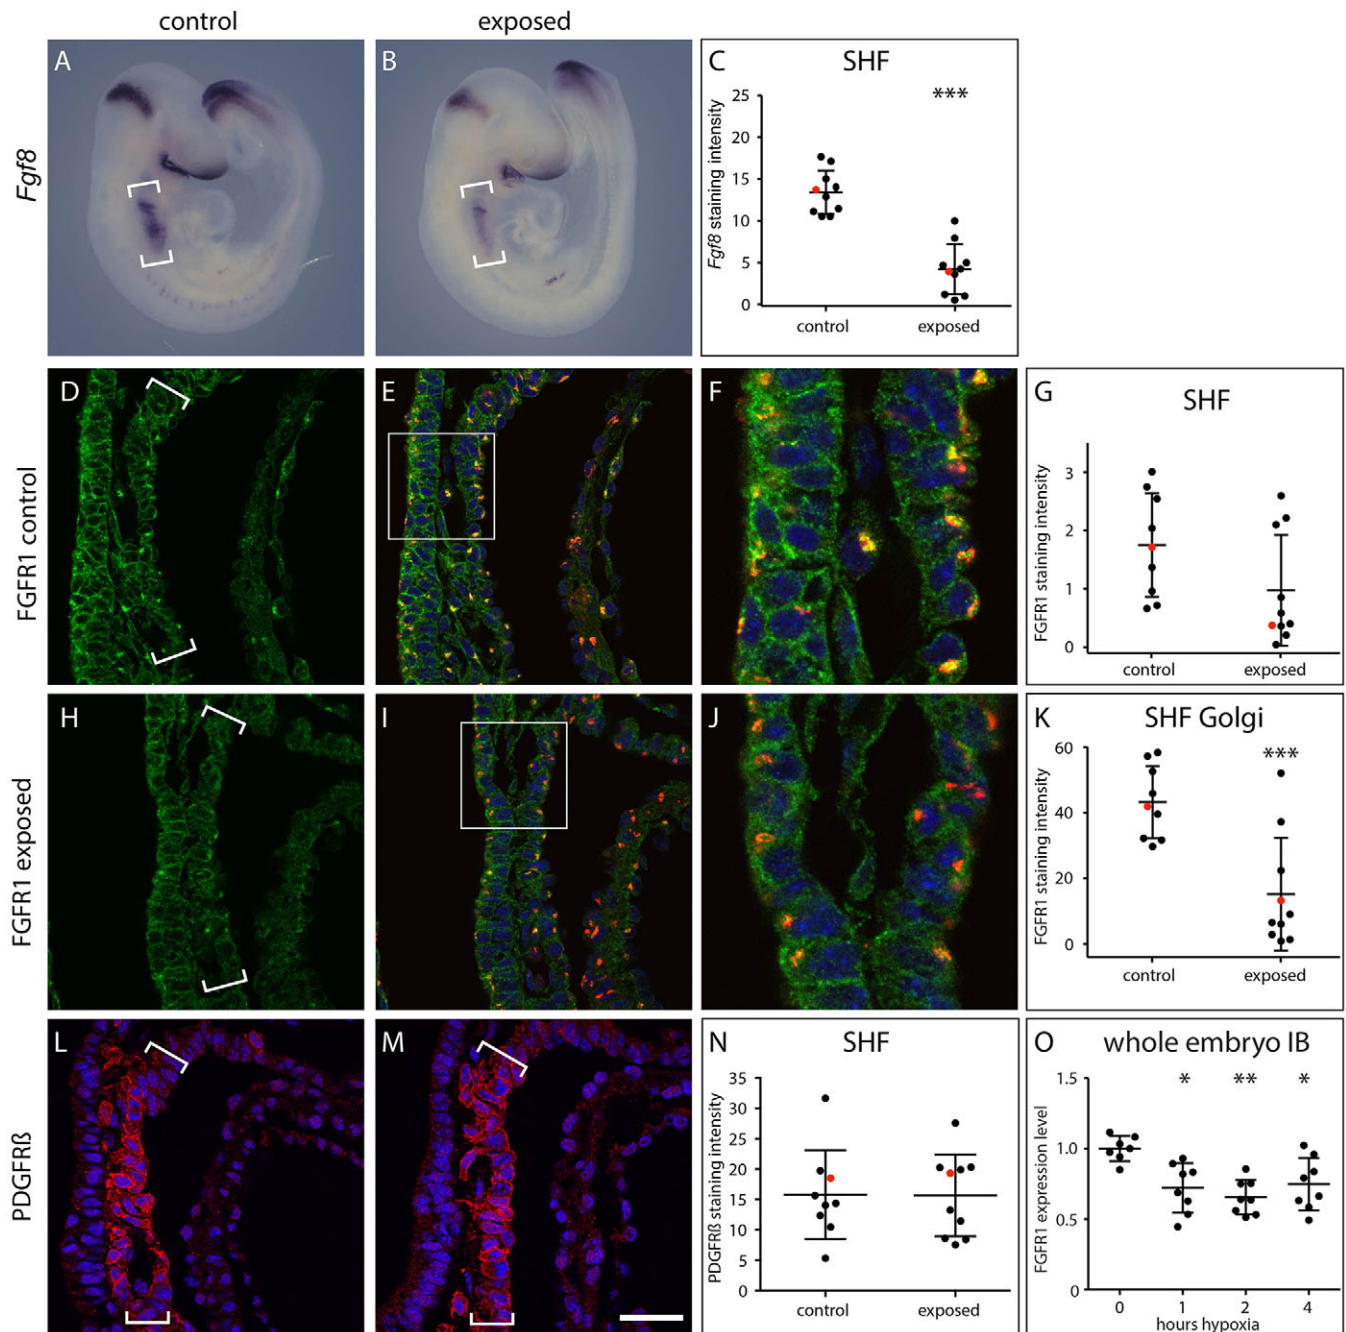 control
exposed
Fgf8
A
B
C
SHF
***
Fgf8 staining intensity
25
20
15
10
5
0
control
exposed
FGFR1 control
D
E
F
G
SHF
FGFR1 staining intensity
3
2
1
0
control
exposed
FGFR1 exposed
H
I
J
K
SHF Golgi
***
FGFR1 staining intensity
60
40
20
0
control
exposed
PDGFRß
L
M
N
SHF
PDGFRß staining intensity
35
30
25
20
15
10
5
0
control
exposed
O
whole embryo IB
* ** *
FGFR1 expression level
1.5
1.0
0.5
0
0 1 2 4
hours hypoxia